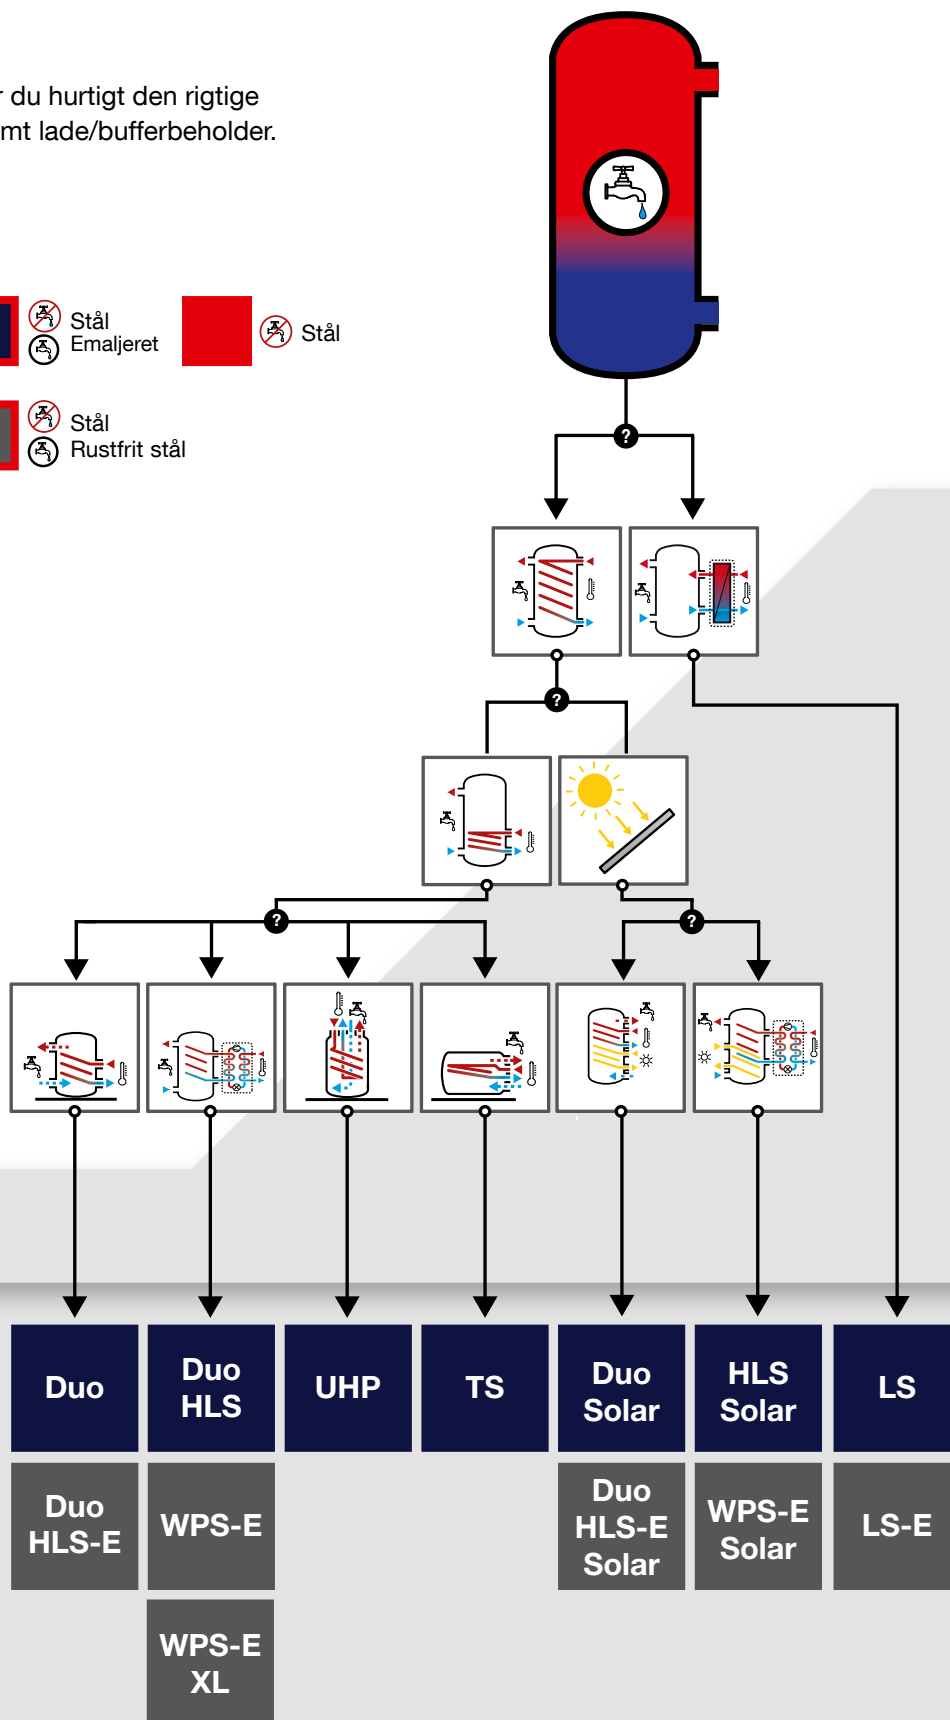 du hurtigt den rigtige
lade/bufferbeholder.
Stål
Emaljeret
Stål
Stål
Rustfrit stål
?
?
?
?
Duo
Duo
HLS
UHP
TS
Duo
Solar
HLS
Solar
LS
Duo
HLS-E
WPS-E
Duo
HLS-E
Solar
WPS-E
Solar
LS-E
WPS-E
XL